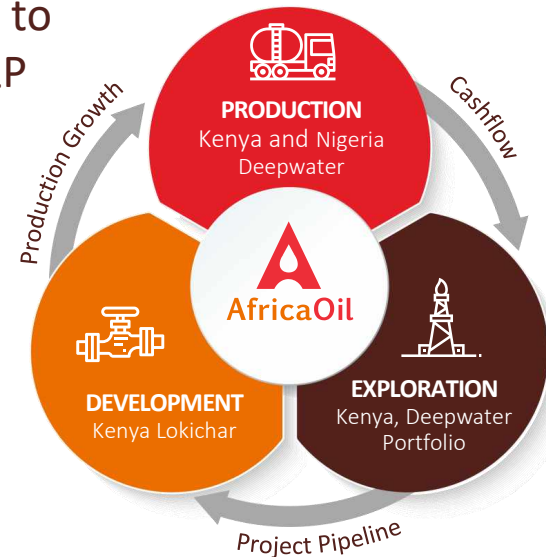 to
P
PRODUCTION
Kenya and Nigeria
Deepwater
Cashflow
Production Growth
AfricaOil
DEVELOPMENT
Kenya Lokichar
EXPLORATION
Kenya, Deepwater
Portfolio
Project Pipeline